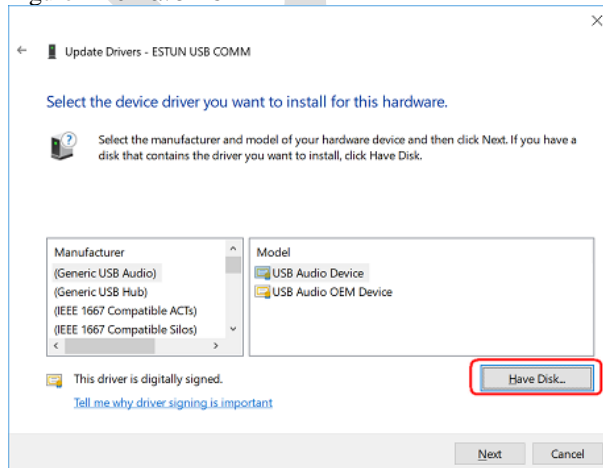 Update Drivers - ESTUN USB COMM
Select the device driver you want to install for this hardware.
Select the manufacturer and model of your hardware device and then click Next. If you have a
disk that contains the driver you want to install, click Have Disk.
Manufacturer
(Generic USB Audio)
(Generic USB Hub)
(IEEE 1667 Compatible ACTs)
(IEEE 1667 Compatible Silos)
Model
USB Audio Device
USB Audio OEM Device
This driver is digitally signed.
Have Disk...
Tell me why driver signing is important
Next
Cancel